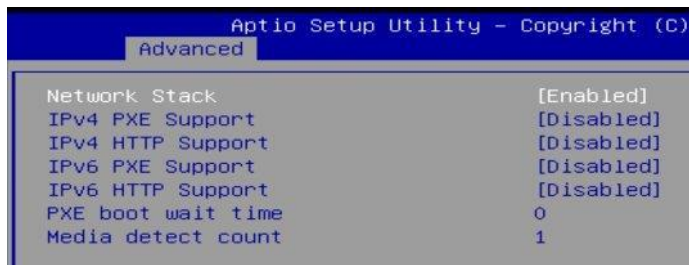 Aptio Setup Utility – Copyright (C)
Advanced
Network Stack [Enabled]
IPv4 PXE Support [Disabled]
IPv4 HTTP Support [Disabled]
IPv6 PXE Support [Disabled]
IPv6 HTTP Support [Disabled]
PXE boot wait time 0
Media detect count 1